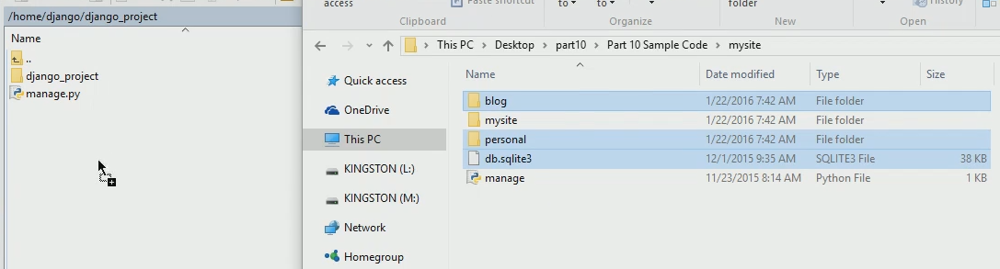 access
Paste shortcut
to
to
folder
History
Clipboard
Organize
New
Open
/home/django/django_project
Name
..
django_project
manage.py
This PC > Desktop > part10 > Part 10 Sample Code > mysite
Name Date modified Type Size
Quick access
OneDrive
This PC
KINGSTON (L:)
KINGSTON (M:)
Network
Homegroup
blog 1/22/2016 7:42 AM File folder
mysite 1/22/2016 7:42 AM File folder
personal 1/22/2016 7:42 AM File folder
db.sqlite3 12/1/2015 9:35 AM SQLITE3 File 38 KB
manage 11/23/2015 8:14 AM Python File 1 KB